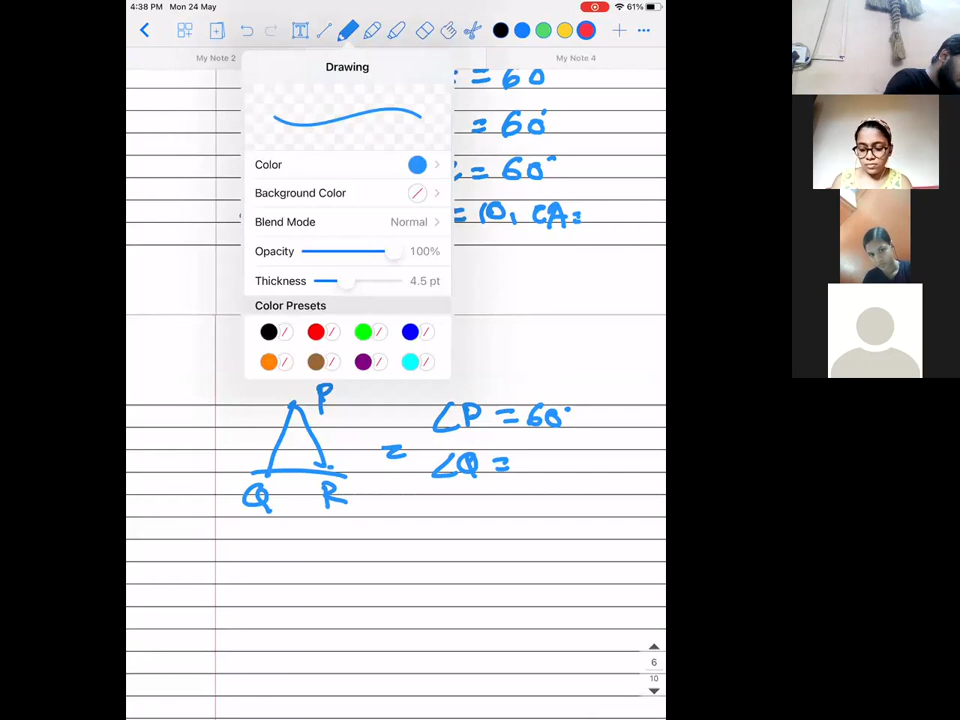 4:38 PM Mon 24 May
61%
My Note 2
My Note 4
Drawing
Color
Background Color
Blend Mode Normal
Opacity 100%
Thickness 4.5 pt
Color Presets
= 60
= 60°
= 60°
= 10, CA =
P
Q R
= ∠P = 60°
∠Q =
6
10